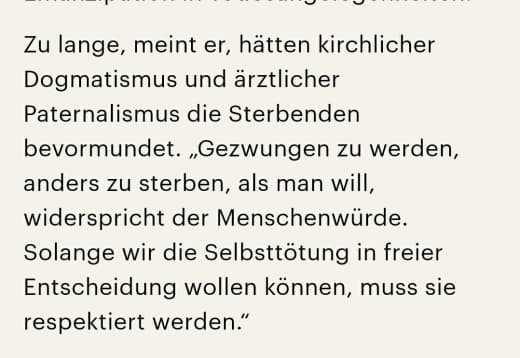 Zu lange, meint er, hätten kirchlicher
Dogmatismus und ärztlicher
Paternalismus die Sterbenden
bevormundet. „Gezwungen zu werden,
anders zu sterben, als man will,
widerspricht der Menschenwürde.
Solange wir die Selbsttötung in freier
Entscheidung wollen können, muss sie
respektiert werden.“